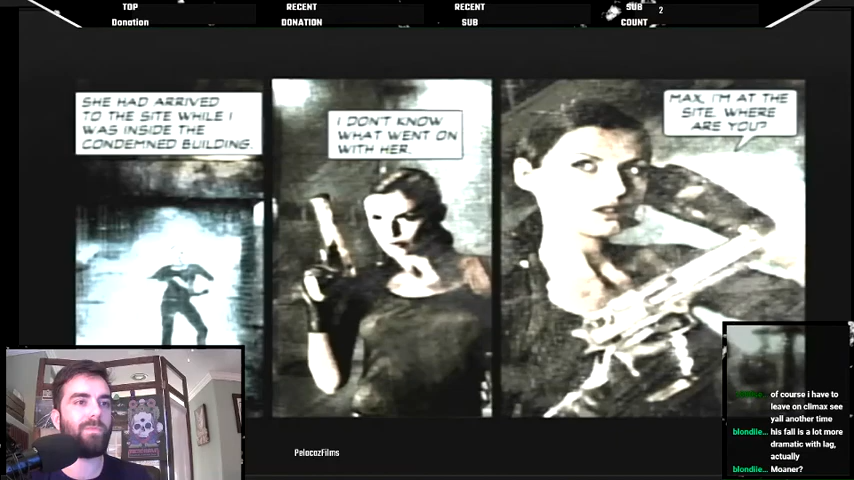 TOP
Donation
RECENT
DONATION
RECENT
SUB
SUB
COUNT
2
SHE HAD ARRIVED
TO THE SITE WHILE I
WAS INSIDE THE
CONDEMNED BUILDING.
I DON'T KNOW
WHAT WENT ON
WITH HER.
MAX, I'M AT THE
SITE. WHERE
ARE YOU?
of course i have to
leave on climax see
yall another time
blondiie... his fall is a lot more
dramatic with lag,
actually
blondiie... Moaner?
PelocozFilms